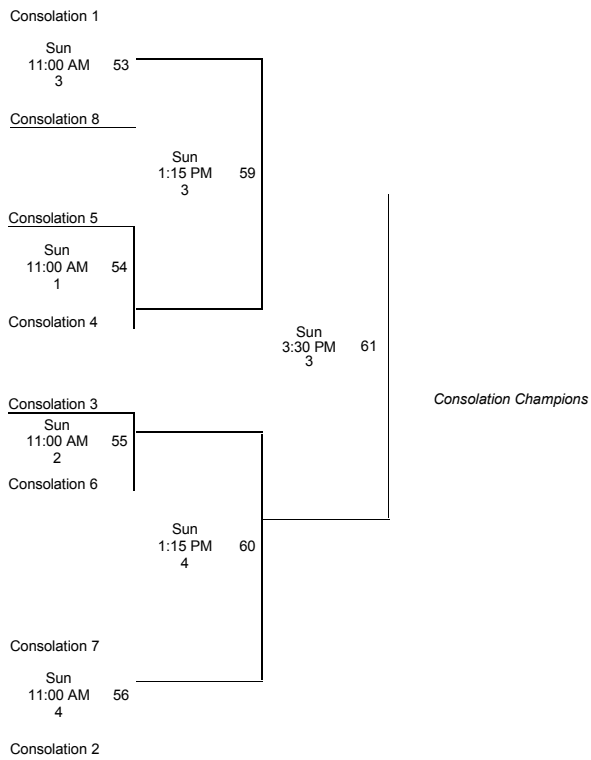 Consolation 1
Sun
11:00 AM 53
3
Consolation 8
Sun
1:15 PM 59
3
Consolation 5
Sun
11:00 AM 54
1
Consolation 4
Sun
3:30 PM 61
3
Consolation Champions
Consolation 3
Sun
11:00 AM 55
2
Consolation 6
Sun
1:15 PM 60
4
Consolation 7
Sun
11:00 AM 56
4
Consolation 2